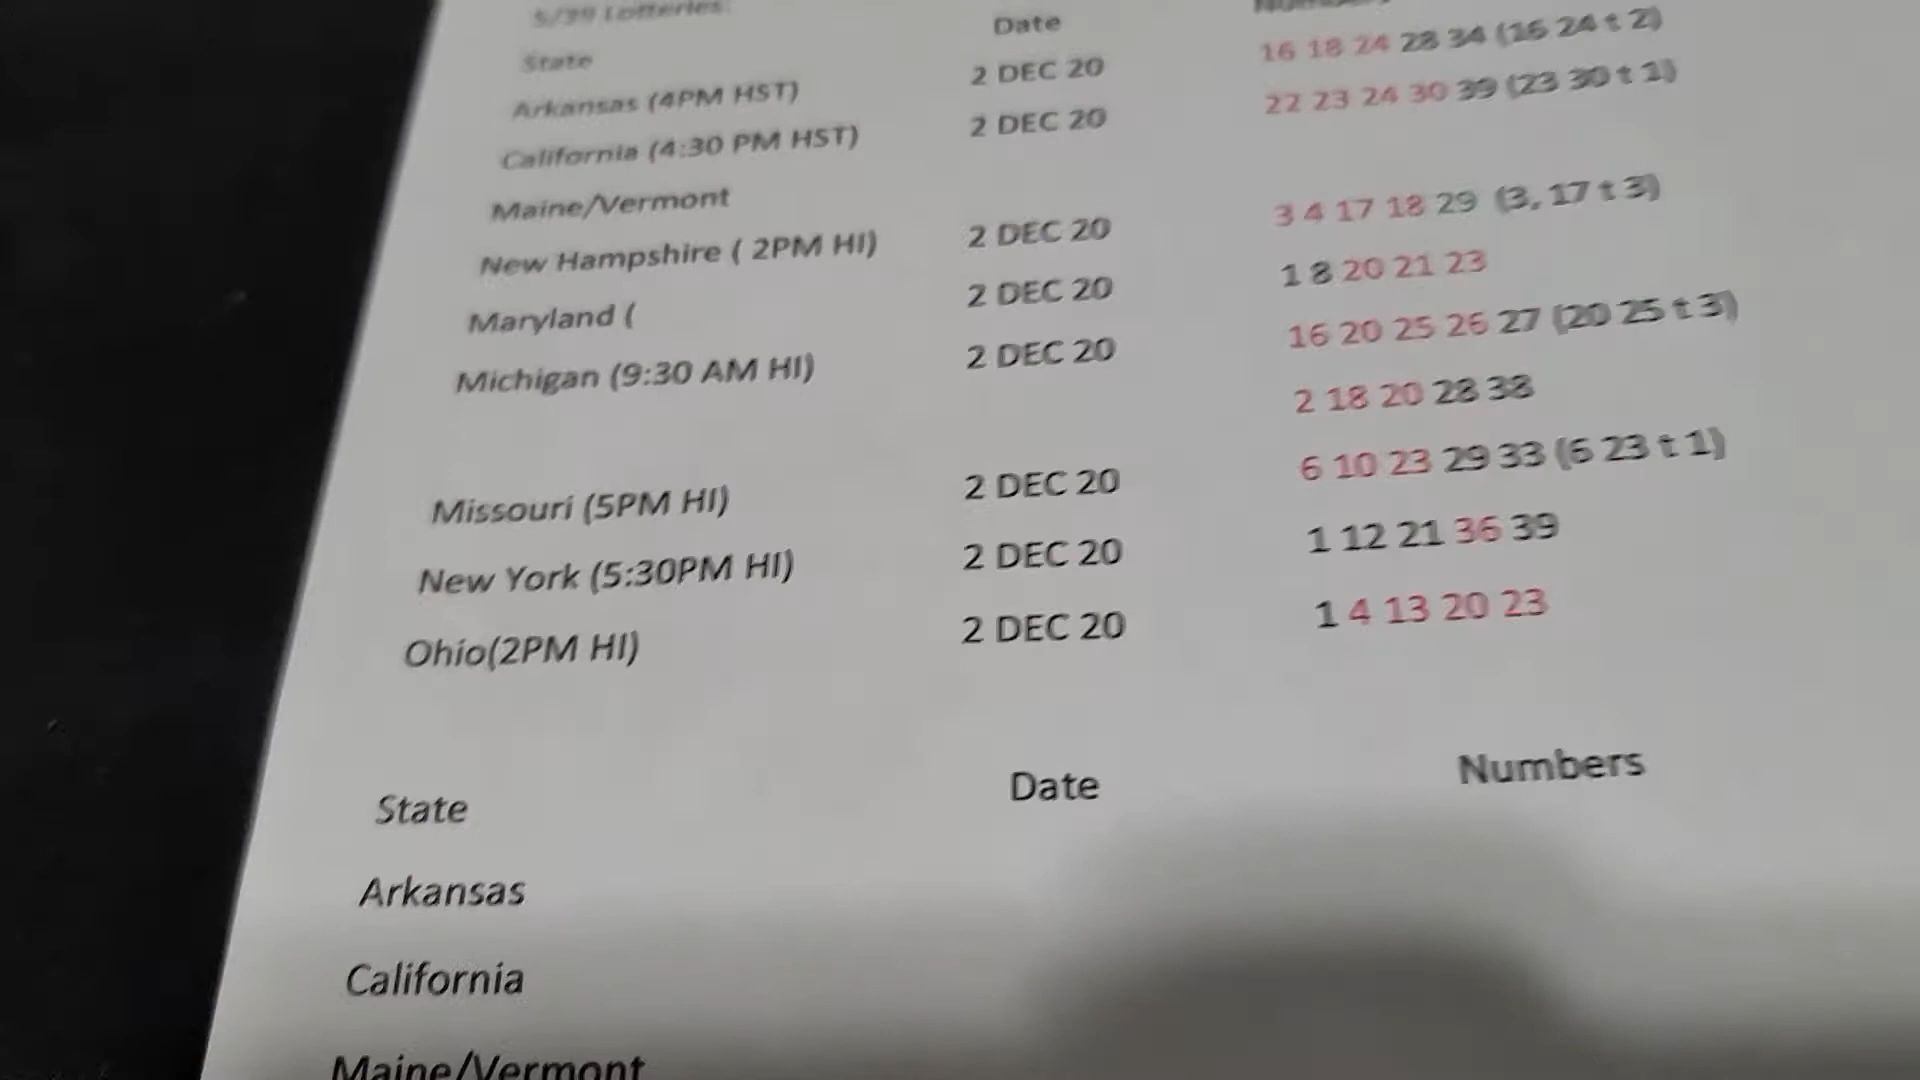 5/39 Lotteries:
State Date
Arkansas (4PM HST) 2 DEC 20 16 18 24 28 34 (16 24 t 2)
California (4:30 PM HST) 2 DEC 20 22 23 24 30 39 (23 30 t 1)
Maine/Vermont
New Hampshire ( 2PM HI) 2 DEC 20 3 4 17 18 29 (3, 17 t 3)
Maryland ( 2 DEC 20 1 8 20 21 23
Michigan (9:30 AM HI) 2 DEC 20 16 20 25 26 27 (20 25 t 3)
2 18 20 28 38
Missouri (5PM HI) 2 DEC 20 6 10 23 29 33 (6 23 t 1)
New York (5:30PM HI) 2 DEC 20 1 12 21 36 39
Ohio(2PM HI) 2 DEC 20 1 4 13 20 23
State Date Numbers
Arkansas
California
Maine/Vermont